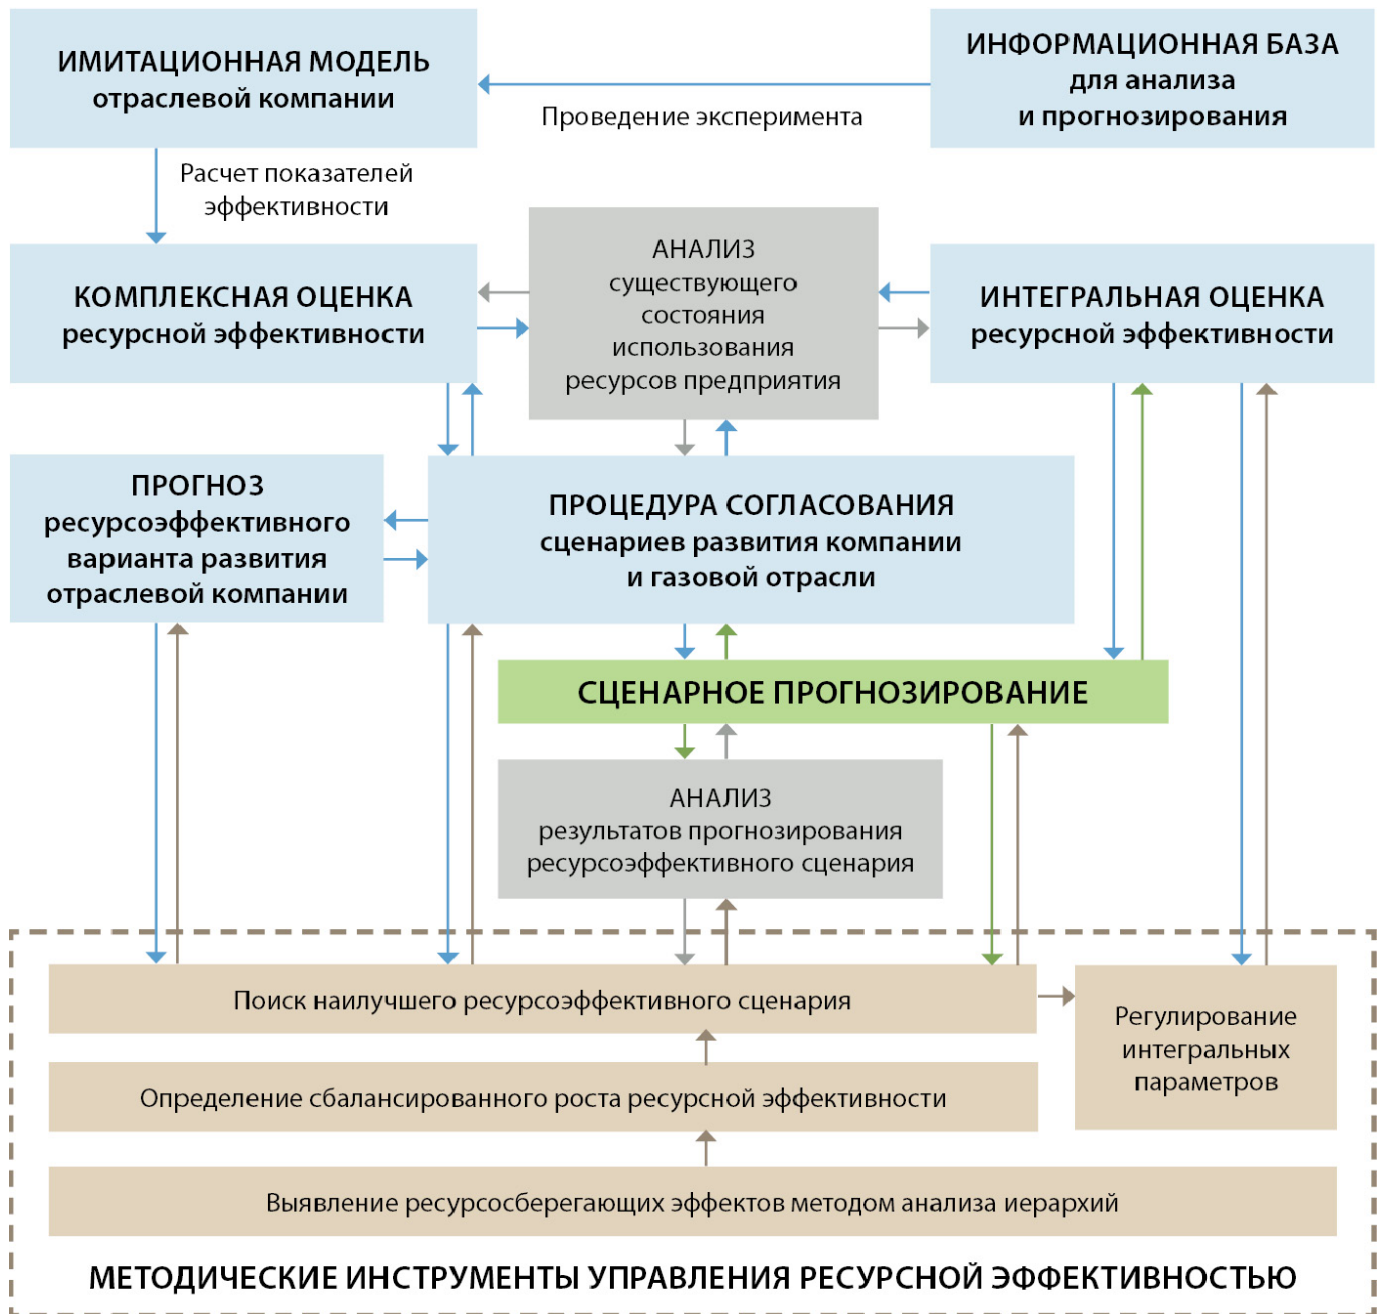 ИМИТАЦИОННАЯ МОДЕЛЬ
отраслевой компании
ИНФОРМАЦИОННАЯ БАЗА
для анализа
и прогнозирования
Проведение эксперимента
Расчет показателей
эффективности
КОМПЛЕКСНАЯ ОЦЕНКА
ресурсной эффективности
АНАЛИЗ
существующего
состояния
использования
ресурсов предприятия
ИНТЕГРАЛЬНАЯ ОЦЕНКА
ресурсной эффективности
ПРОГНОЗ
ресурсоэффективного
варианта развития
отраслевой компании
ПРОЦЕДУРА СОГЛАСОВАНИЯ
сценариев развития компании
и газовой отрасли
СЦЕНАРНОЕ ПРОГНОЗИРОВАНИЕ
АНАЛИЗ
результатов прогнозирования
ресурсоэффективного сценария
Поиск наилучшего ресурсоэффективного сценария
Регулирование
интегральных
параметров
Определение сбалансированного роста ресурсной эффективности
Выявление ресурсосберегающих эффектов методом анализа иерархий
МЕТОДИЧЕСКИЕ ИНСТРУМЕНТЫ УПРАВЛЕНИЯ РЕСУРСНОЙ ЭФФЕКТИВНОСТЬЮ